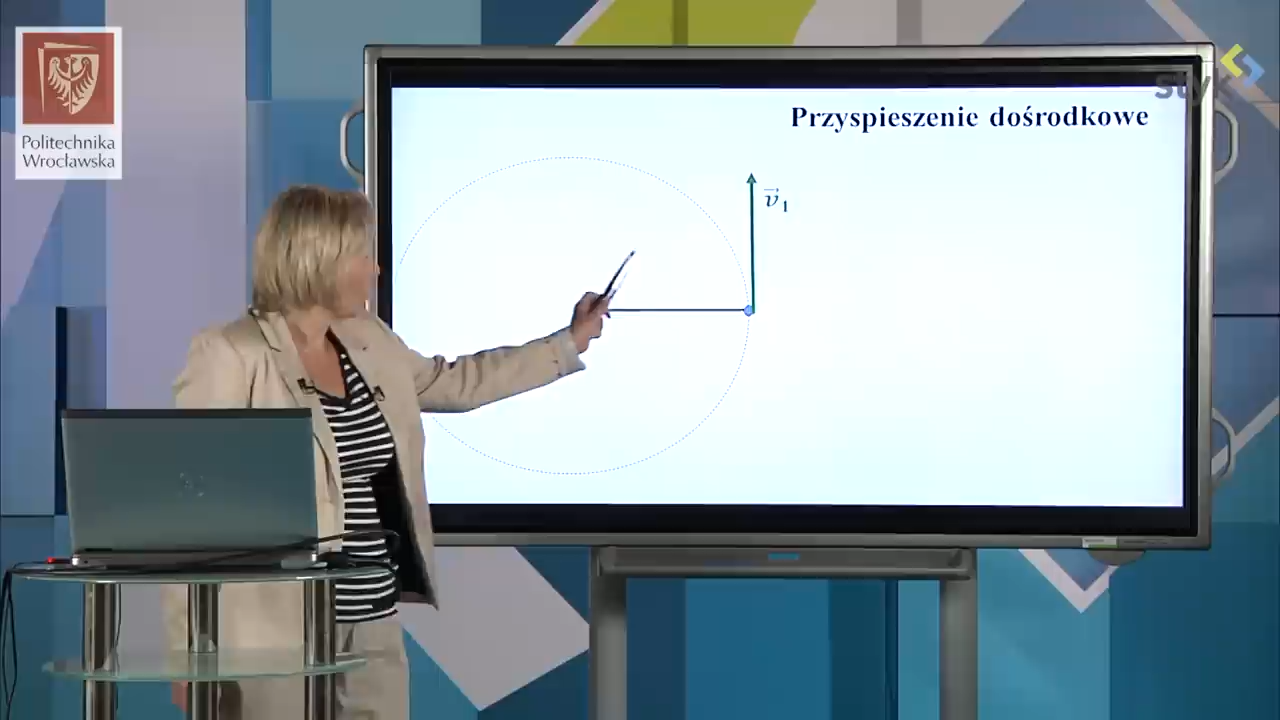 Politechnika
Wrocławska
Przyspieszenie dośrodkowe
v⃗₁